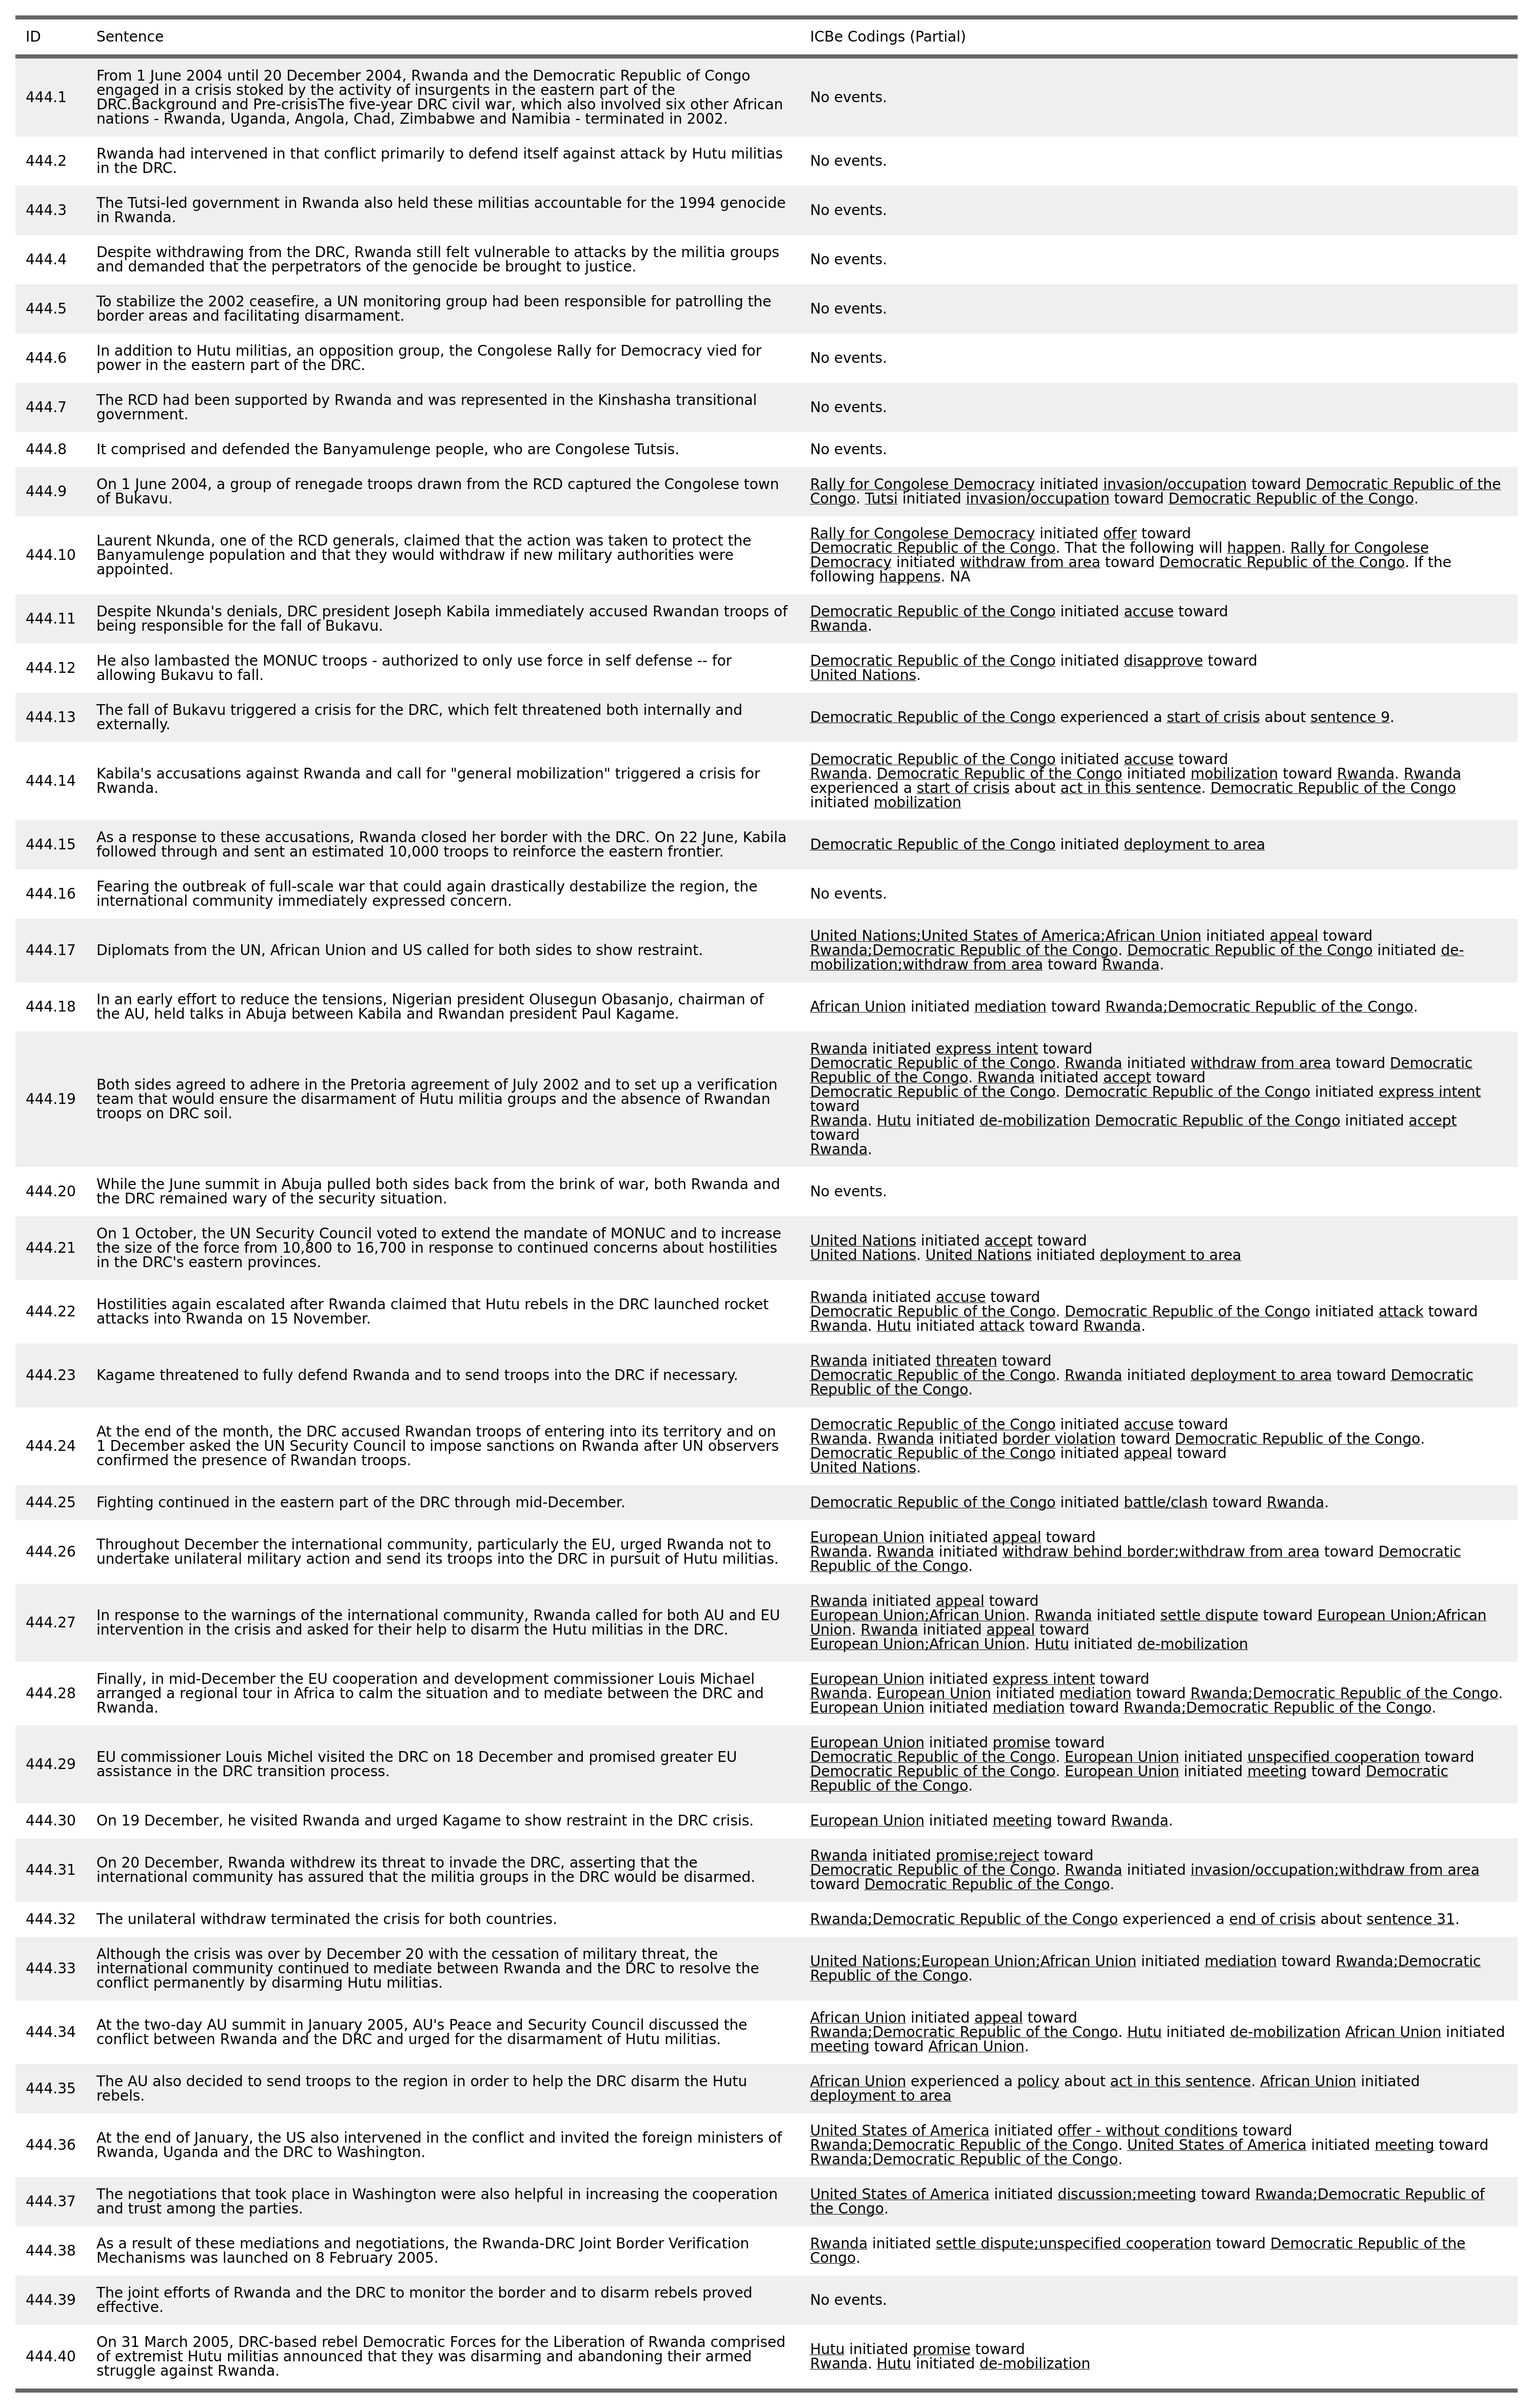 ID Sentence ICBe Codings (Partial)
444.1 From 1 June 2004 until 20 December 2004, Rwanda and the Democratic Republic of Congo
engaged in a crisis stoked by the activity of insurgents in the eastern part of the
DRC.Background and Pre-crisisThe five-year DRC civil war, which also involved six other African
nations - Rwanda, Uganda, Angola, Chad, Zimbabwe and Namibia - terminated in 2002.
No events.
444.2 Rwanda had intervened in that conflict primarily to defend itself against attack by Hutu militias
in the DRC.
No events.
444.3 The Tutsi-led government in Rwanda also held these militias accountable for the 1994 genocide
in Rwanda.
No events.
444.4 Despite withdrawing from the DRC, Rwanda still felt vulnerable to attacks by the militia groups
and demanded that the perpetrators of the genocide be brought to justice.
No events.
444.5 To stabilize the 2002 ceasefire, a UN monitoring group had been responsible for patrolling the
border areas and facilitating disarmament.
No events.
444.6 In addition to Hutu militias, an opposition group, the Congolese Rally for Democracy vied for
power in the eastern part of the DRC.
No events.
444.7 The RCD had been supported by Rwanda and was represented in the Kinshasha transitional
government.
No events.
444.8 It comprised and defended the Banyamulenge people, who are Congolese Tutsis.
No events.
444.9 On 1 June 2004, a group of renegade troops drawn from the RCD captured the Congolese town
of Bukavu.
Rally for Congolese Democracy initiated invasion/occupation toward Democratic Republic of the
Congo. Tutsi initiated invasion/occupation toward Democratic Republic of the Congo.
444.10 Laurent Nkunda, one of the RCD generals, claimed that the action was taken to protect the
Banyamulenge population and that they would withdraw if new military authorities were
appointed.
Rally for Congolese Democracy initiated offer toward
Democratic Republic of the Congo. That the following will happen. Rally for Congolese
Democracy initiated withdraw from area toward Democratic Republic of the Congo. If the
following happens. NA
444.11 Despite Nkunda's denials, DRC president Joseph Kabila immediately accused Rwandan troops of
being responsible for the fall of Bukavu.
Democratic Republic of the Congo initiated accuse toward
Rwanda.
444.12 He also lambasted the MONUC troops - authorized to only use force in self defense -- for
allowing Bukavu to fall.
Democratic Republic of the Congo initiated disapprove toward
United Nations.
444.13 The fall of Bukavu triggered a crisis for the DRC, which felt threatened both internally and
externally.
Democratic Republic of the Congo experienced a start of crisis about sentence 9.
444.14 Kabila's accusations against Rwanda and call for "general mobilization" triggered a crisis for
Rwanda.
Democratic Republic of the Congo initiated accuse toward
Rwanda. Democratic Republic of the Congo initiated mobilization toward Rwanda. Rwanda
experienced a start of crisis about act in this sentence. Democratic Republic of the Congo
initiated mobilization
444.15 As a response to these accusations, Rwanda closed her border with the DRC. On 22 June, Kabila
followed through and sent an estimated 10,000 troops to reinforce the eastern frontier.
Democratic Republic of the Congo initiated deployment to area
444.16 Fearing the outbreak of full-scale war that could again drastically destabilize the region, the
international community immediately expressed concern.
No events.
444.17 Diplomats from the UN, African Union and US called for both sides to show restraint.
United Nations;United States of America;African Union initiated appeal toward
Rwanda;Democratic Republic of the Congo. Democratic Republic of the Congo initiated de-
mobilization;withdraw from area toward Rwanda.
444.18 In an early effort to reduce the tensions, Nigerian president Olusegun Obasanjo, chairman of
the AU, held talks in Abuja between Kabila and Rwandan president Paul Kagame.
African Union initiated mediation toward Rwanda;Democratic Republic of the Congo.
444.19 Both sides agreed to adhere in the Pretoria agreement of July 2002 and to set up a verification
team that would ensure the disarmament of Hutu militia groups and the absence of Rwandan
troops on DRC soil.
Rwanda initiated express intent toward
Democratic Republic of the Congo. Rwanda initiated withdraw from area toward Democratic
Republic of the Congo. Rwanda initiated accept toward
Democratic Republic of the Congo. Democratic Republic of the Congo initiated express intent
toward
Rwanda. Hutu initiated de-mobilization Democratic Republic of the Congo initiated accept
toward
Rwanda.
444.20 While the June summit in Abuja pulled both sides back from the brink of war, both Rwanda and
the DRC remained wary of the security situation.
No events.
444.21 On 1 October, the UN Security Council voted to extend the mandate of MONUC and to increase
the size of the force from 10,800 to 16,700 in response to continued concerns about hostilities
in the DRC's eastern provinces.
United Nations initiated accept toward
United Nations. United Nations initiated deployment to area
444.22 Hostilities again escalated after Rwanda claimed that Hutu rebels in the DRC launched rocket
attacks into Rwanda on 15 November.
Rwanda initiated accuse toward
Democratic Republic of the Congo. Democratic Republic of the Congo initiated attack toward
Rwanda. Hutu initiated attack toward Rwanda.
444.23 Kagame threatened to fully defend Rwanda and to send troops into the DRC if necessary.
Rwanda initiated threaten toward
Democratic Republic of the Congo. Rwanda initiated deployment to area toward Democratic
Republic of the Congo.
444.24 At the end of the month, the DRC accused Rwandan troops of entering into its territory and on
1 December asked the UN Security Council to impose sanctions on Rwanda after UN observers
confirmed the presence of Rwandan troops.
Democratic Republic of the Congo initiated accuse toward
Rwanda. Rwanda initiated border violation toward Democratic Republic of the Congo.
Democratic Republic of the Congo initiated appeal toward
United Nations.
444.25 Fighting continued in the eastern part of the DRC through mid-December.
Democratic Republic of the Congo initiated battle/clash toward Rwanda.
444.26 Throughout December the international community, particularly the EU, urged Rwanda not to
undertake unilateral military action and send its troops into the DRC in pursuit of Hutu militias.
European Union initiated appeal toward
Rwanda. Rwanda initiated withdraw behind border;withdraw from area toward Democratic
Republic of the Congo.
444.27 In response to the warnings of the international community, Rwanda called for both AU and EU
intervention in the crisis and asked for their help to disarm the Hutu militias in the DRC.
Rwanda initiated appeal toward
European Union;African Union. Rwanda initiated settle dispute toward European Union;African
Union. Rwanda initiated appeal toward
European Union;African Union. Hutu initiated de-mobilization
444.28 Finally, in mid-December the EU cooperation and development commissioner Louis Michael
arranged a regional tour in Africa to calm the situation and to mediate between the DRC and
Rwanda.
European Union initiated express intent toward
Rwanda. European Union initiated mediation toward Rwanda;Democratic Republic of the Congo.
European Union initiated mediation toward Rwanda;Democratic Republic of the Congo.
444.29 EU commissioner Louis Michel visited the DRC on 18 December and promised greater EU
assistance in the DRC transition process.
European Union initiated promise toward
Democratic Republic of the Congo. European Union initiated unspecified cooperation toward
Democratic Republic of the Congo. European Union initiated meeting toward Democratic
Republic of the Congo.
444.30 On 19 December, he visited Rwanda and urged Kagame to show restraint in the DRC crisis.
European Union initiated meeting toward Rwanda.
444.31 On 20 December, Rwanda withdrew its threat to invade the DRC, asserting that the
international community has assured that the militia groups in the DRC would be disarmed.
Rwanda initiated promise;reject toward
Democratic Republic of the Congo. Rwanda initiated invasion/occupation;withdraw from area
toward Democratic Republic of the Congo.
444.32 The unilateral withdraw terminated the crisis for both countries.
Rwanda;Democratic Republic of the Congo experienced a end of crisis about sentence 31.
444.33 Although the crisis was over by December 20 with the cessation of military threat, the
international community continued to mediate between Rwanda and the DRC to resolve the
conflict permanently by disarming Hutu militias.
United Nations;European Union;African Union initiated mediation toward Rwanda;Democratic
Republic of the Congo.
444.34 At the two-day AU summit in January 2005, AU's Peace and Security Council discussed the
conflict between Rwanda and the DRC and urged for the disarmament of Hutu militias.
African Union initiated appeal toward
Rwanda;Democratic Republic of the Congo. Hutu initiated de-mobilization African Union initiated
meeting toward African Union.
444.35 The AU also decided to send troops to the region in order to help the DRC disarm the Hutu
rebels.
African Union experienced a policy about act in this sentence. African Union initiated
deployment to area
444.36 At the end of January, the US also intervened in the conflict and invited the foreign ministers of
Rwanda, Uganda and the DRC to Washington.
United States of America initiated offer - without conditions toward
Rwanda;Democratic Republic of the Congo. United States of America initiated meeting toward
Rwanda;Democratic Republic of the Congo.
444.37 The negotiations that took place in Washington were also helpful in increasing the cooperation
and trust among the parties.
United States of America initiated discussion;meeting toward Rwanda;Democratic Republic of
the Congo.
444.38 As a result of these mediations and negotiations, the Rwanda-DRC Joint Border Verification
Mechanisms was launched on 8 February 2005.
Rwanda initiated settle dispute;unspecified cooperation toward Democratic Republic of the
Congo.
444.39 The joint efforts of Rwanda and the DRC to monitor the border and to disarm rebels proved
effective.
No events.
444.40 On 31 March 2005, DRC-based rebel Democratic Forces for the Liberation of Rwanda comprised
of extremist Hutu militias announced that they was disarming and abandoning their armed
struggle against Rwanda.
Hutu initiated promise toward
Rwanda. Hutu initiated de-mobilization